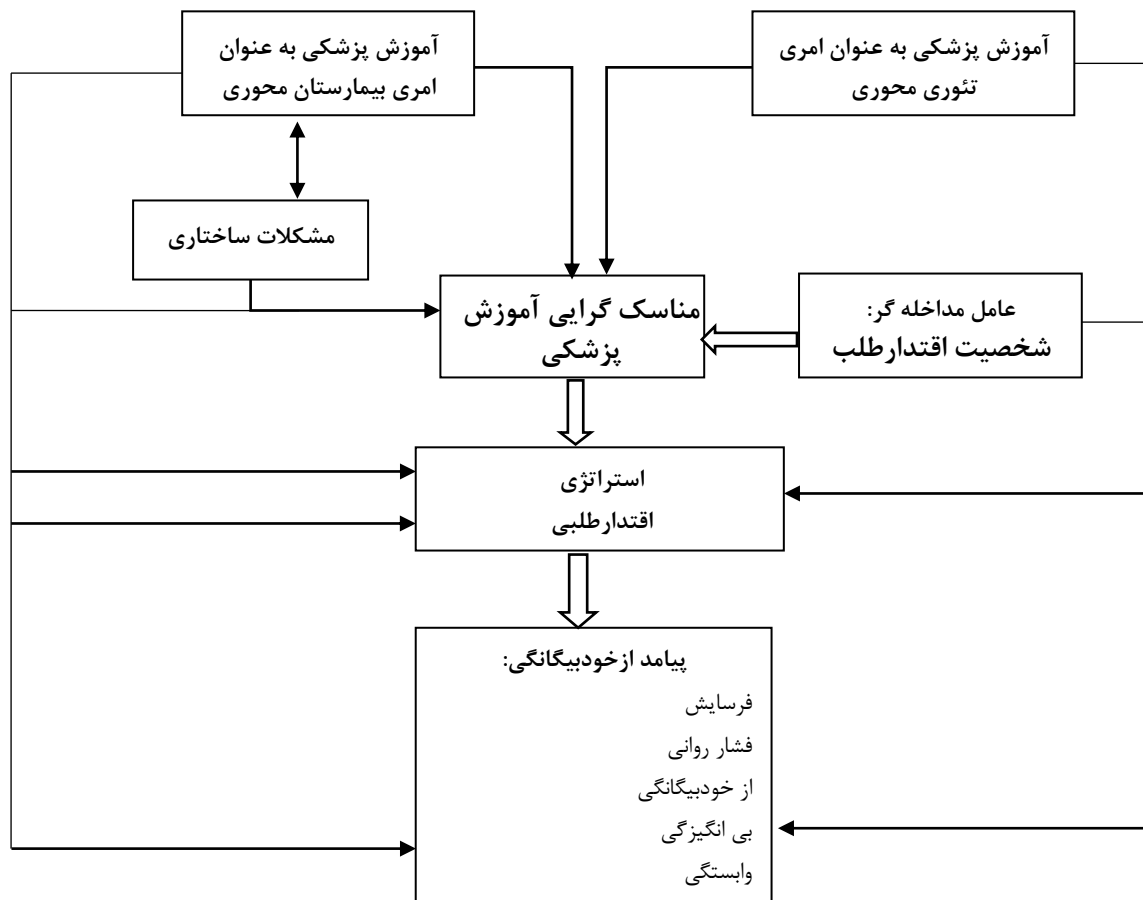 آموزش پزشکی به عنوان امری
تئوری محوری
آموزش پزشکی به عنوان
امری بیمارستان محوری
مشکلات ساختاری
عامل مداخله گر:
شخصیت اقتدارطلب
مناسک گرایی آموزش
پزشکی
استراتژی
اقتدارطلبی
پیامد ازخودبیگانگی:
فرسایش
فشار روانی
از خودبیگانگی
بی انگیزگی
وابستگی